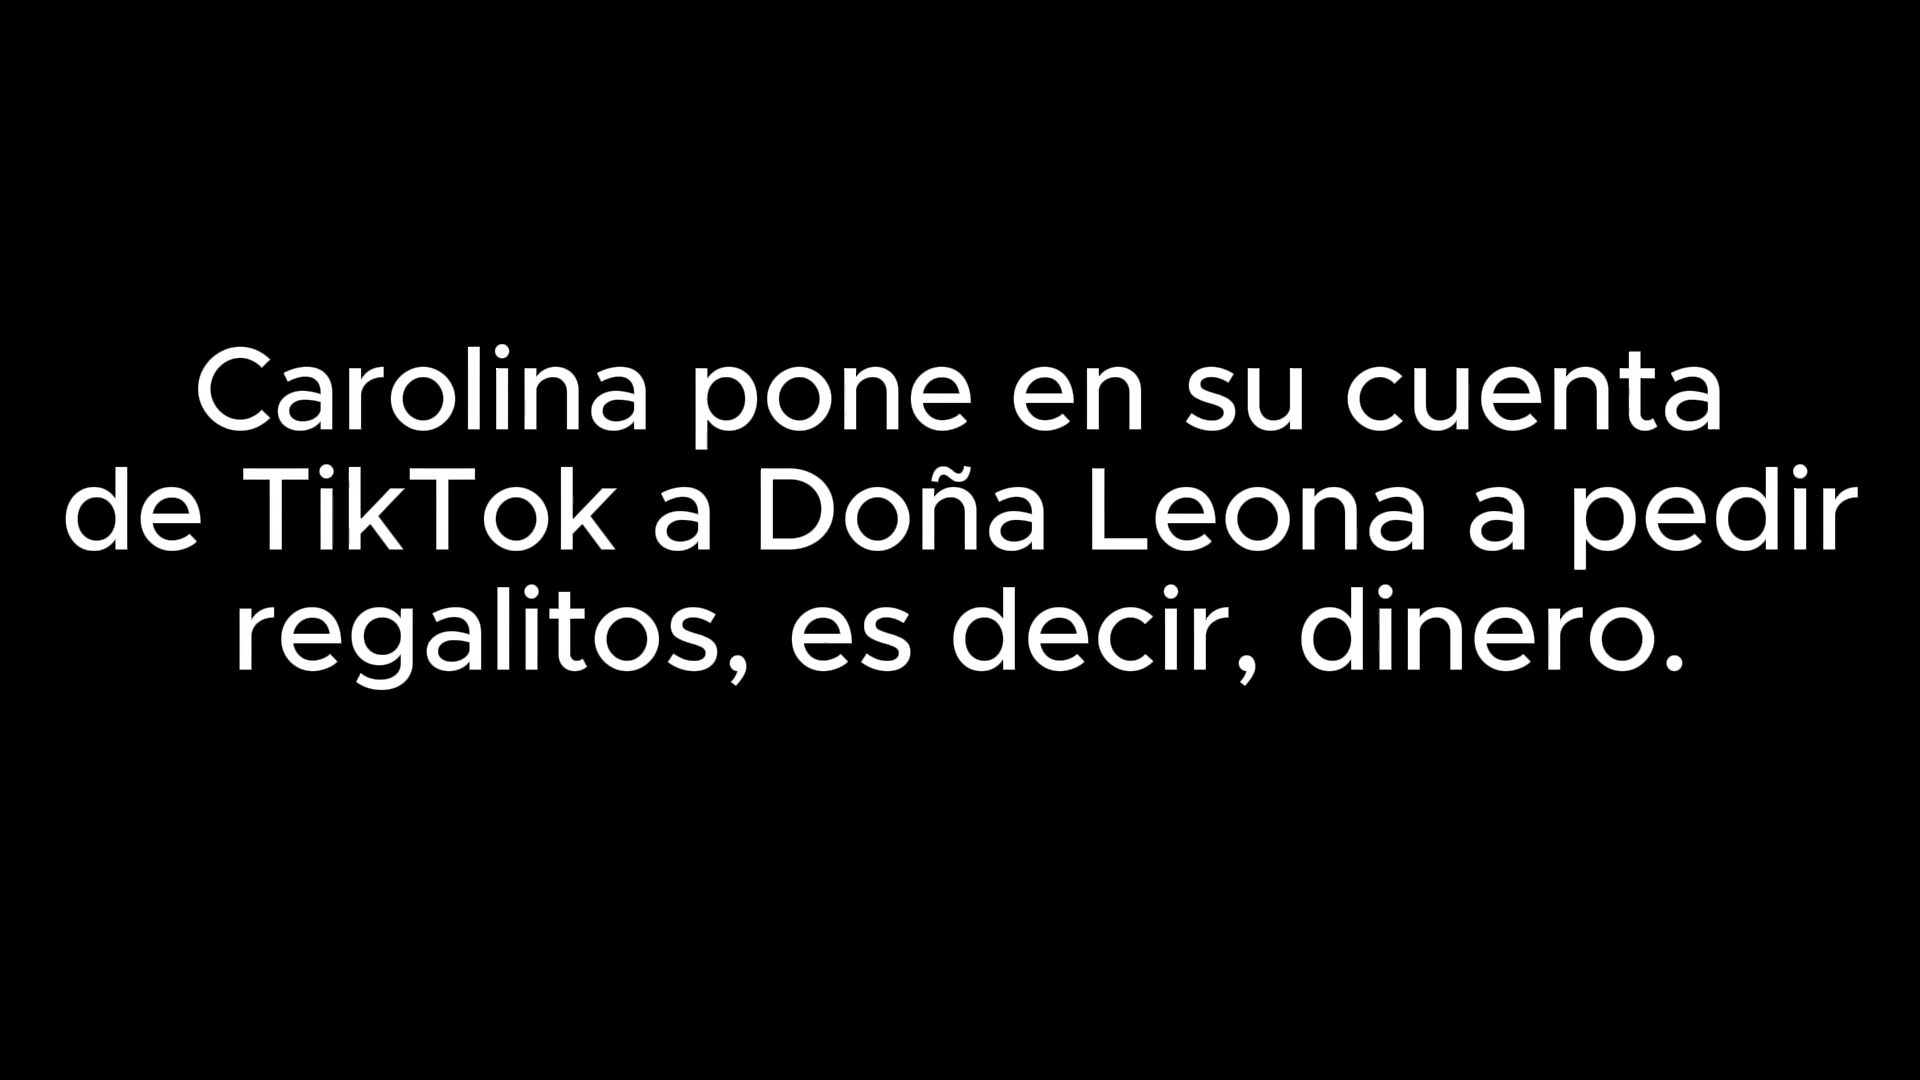 Carolina pone en su cuenta
de TikTok a Doña Leona a pedir
regalitos, es decir, dinero.